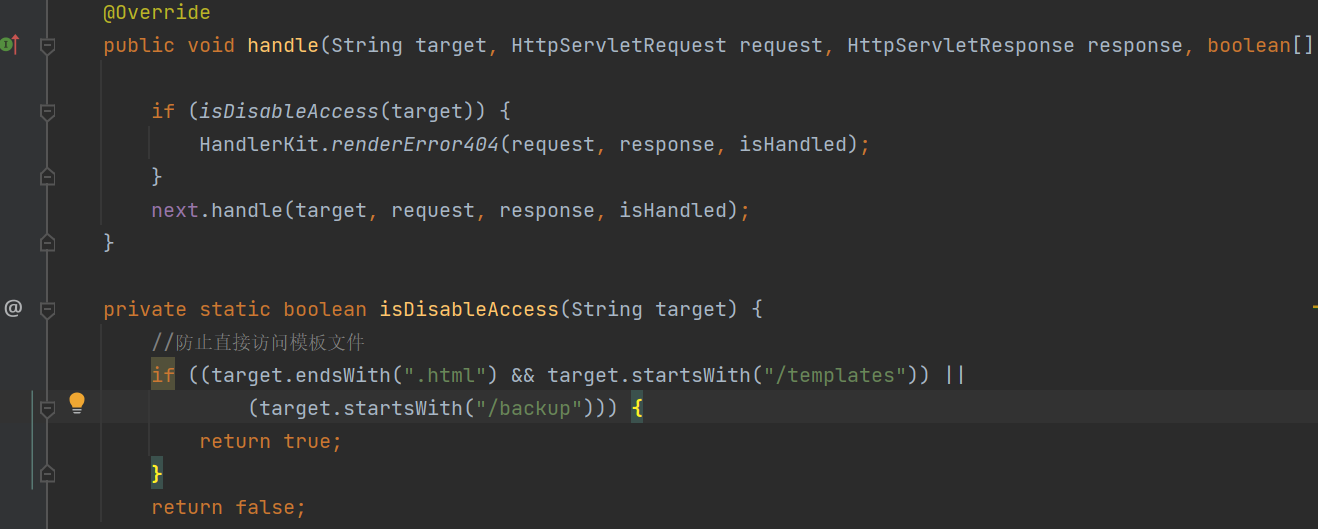 @Override
public void handle(String target, HttpServletRequest request, HttpServletResponse response, boolean[]
if (isDisableAccess(target)) {
HandlerKit.renderError404(request, response, isHandled);
}
next.handle(target, request, response, isHandled);
}
@ private static boolean isDisableAccess(String target) {
//防止直接访问模板文件
if ((target.endsWith(".html") && target.startsWith("/templates")) ||
(target.startsWith("/backup"))) {
return true;
}
return false;